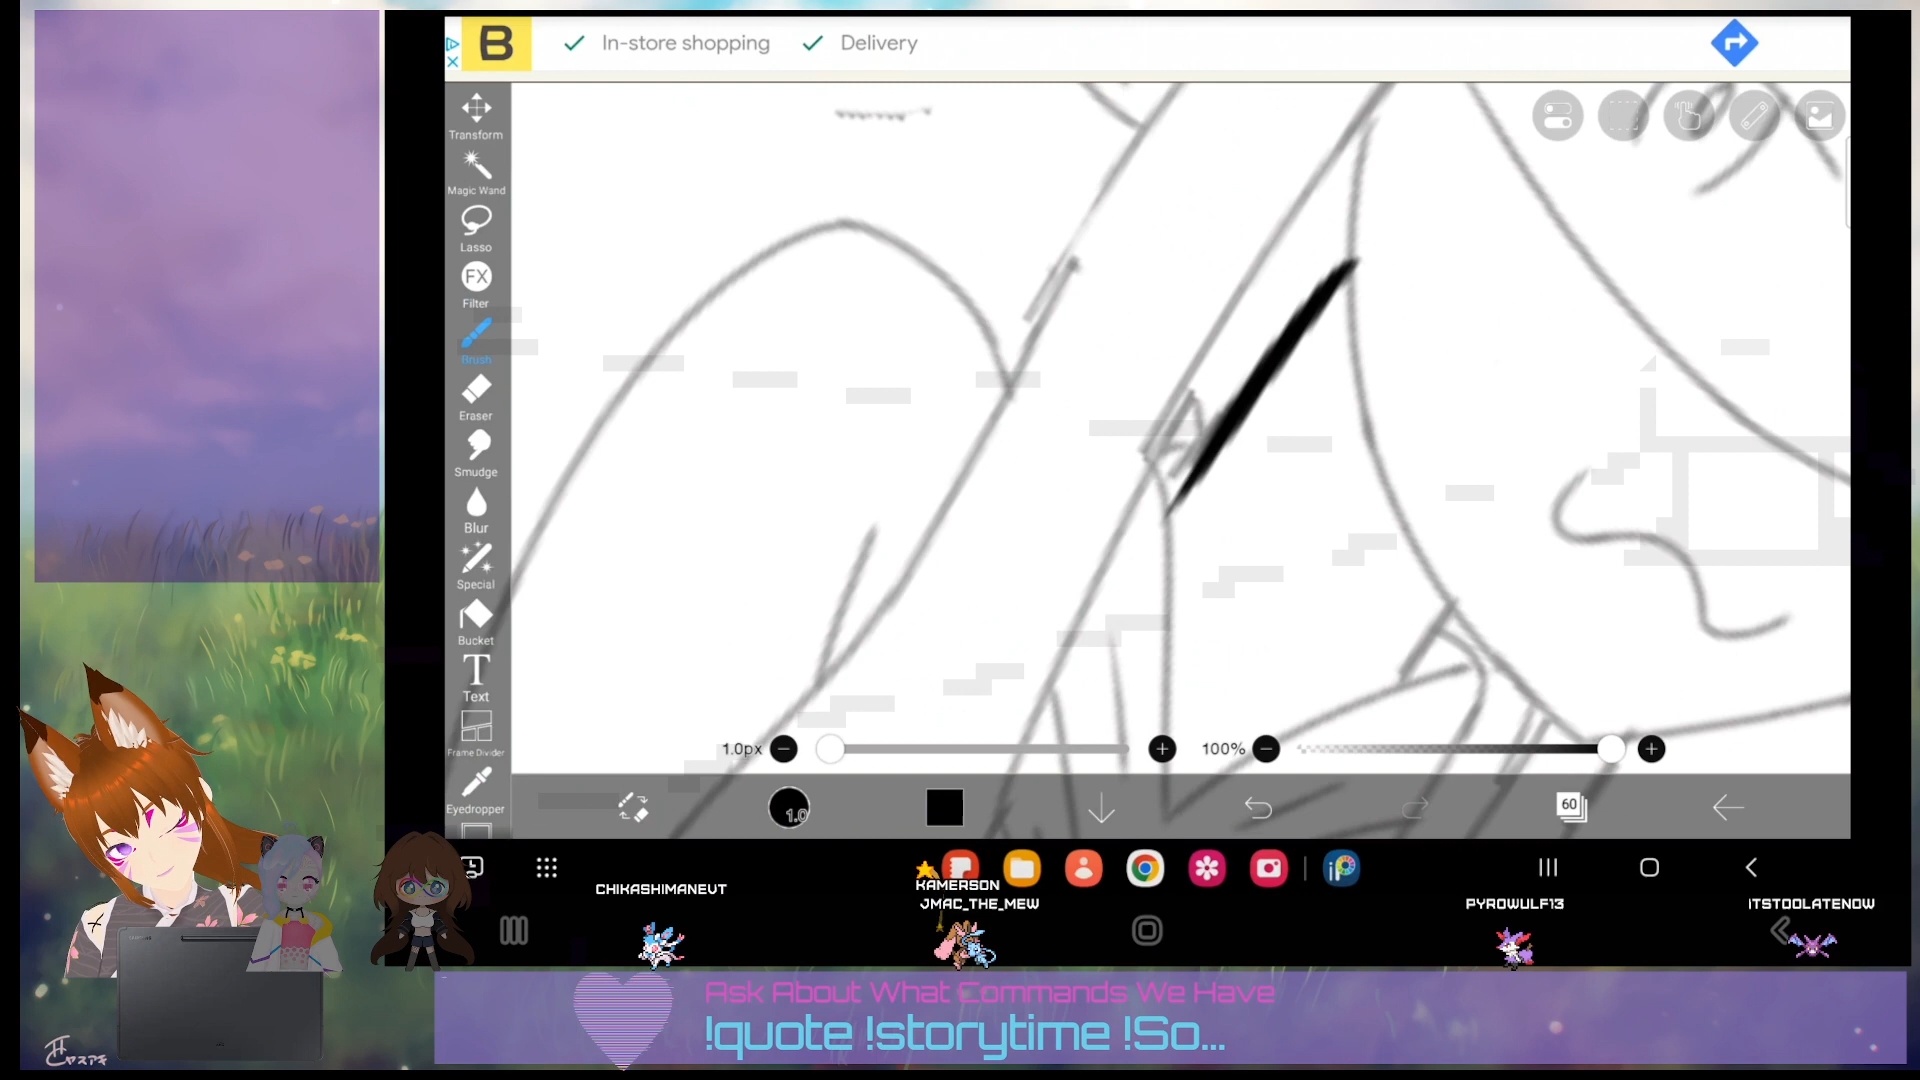 B
In-store shopping
Delivery
Transform
Magic Wand
Lasso
FX
Filter
Brush
Eraser
Smudge
Blur
Special
Bucket
T
Text
Frame Divider
Eyedropper
1.0px
100%
1.0
60
CHIKASHIMANEVT
KAMERSON
JMAC_THE_MEW
PYROWULF13
ITSTOOLATENOW
SAMSUNG
Ask About What Commands We Have
!quote !storytime !So...